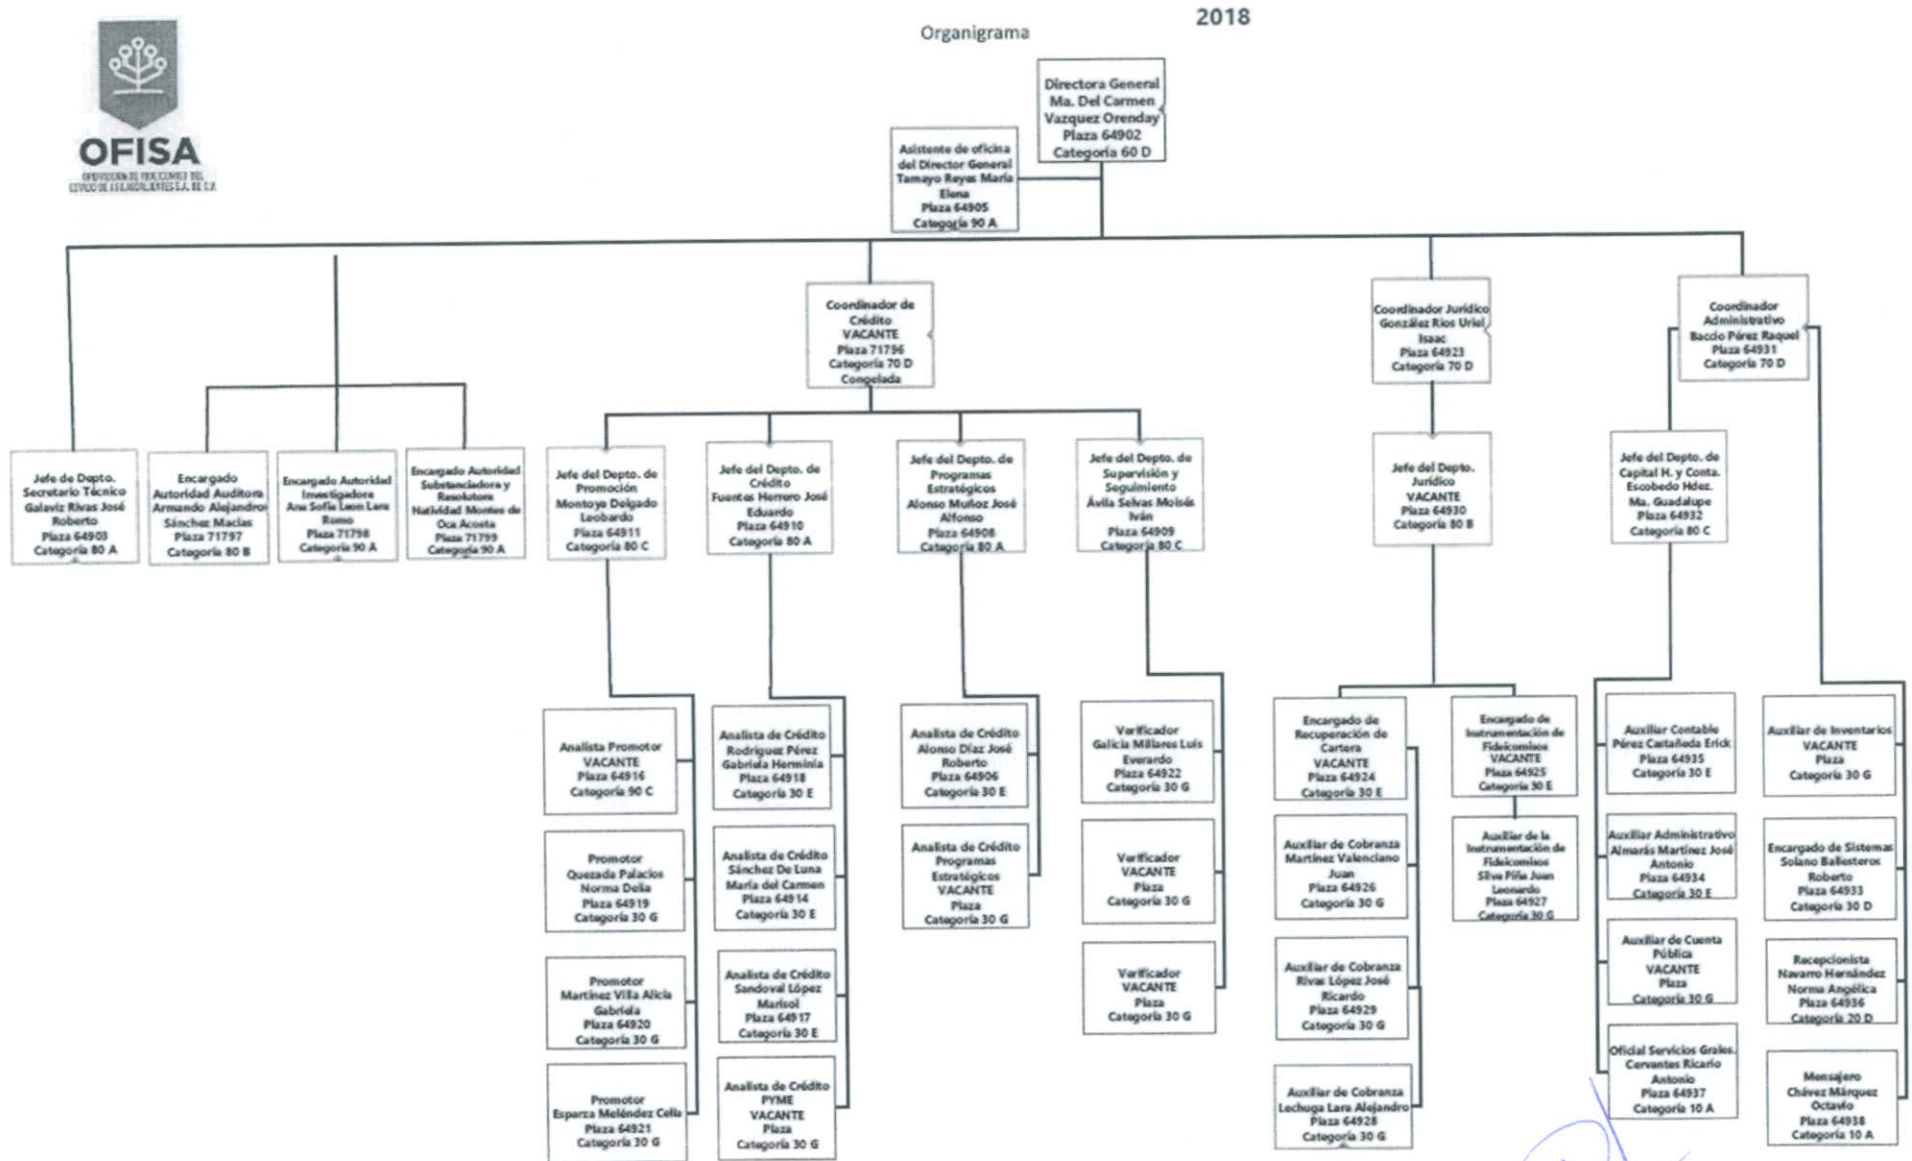 2018
Organigrama
OFISA
Directora General
Ma. Del Carmen
Vazquez Orenday
Plaza 64902
Categoría 60 D
Asistente de oficina
del Director General
Tamayo Reyes María
Elena
Plaza 64905
Categoría 90 A
Coordinador de
Crédito
VACANTE
Plaza 71796
Categoría 70 D
Congelada
Coordinador Jurídico
González Rios Uriel
Isaac
Plaza 64923
Categoría 70 D
Coordinador
Administrativo
Baccio Pérez Raquel
Plaza 64931
Categoría 70 D
Jefe de Depto.
Secretario Técnico
Galaviz Rivas José
Roberto
Plaza 64903
Categoría 80 A
Encargado
Autoridad Auditora
Armando Alejandro
Sánchez Macias
Plaza 71797
Categoría 80 B
Encargado Autoridad
Investigadora
Ana Sofía Leon Lara
Romo
Plaza 71798
Categoría 90 A
Encargado Autoridad
Substanciadora y
Resolutora
Natividad Montes de
Oca Acosta
Plaza 71799
Categoría 90 A
Jefe del Depto. de
Promoción
Montoya Delgado
Leobardo
Plaza 64911
Categoría 80 C
Jefe del Depto. de
Crédito
Fuentes Herrero José
Eduardo
Plaza 64910
Categoría 80 A
Jefe del Depto. de
Programas
Estratégicos
Alonso Muñoz José
Alfonso
Plaza 64908
Categoría 80 A
Jefe del Depto. de
Supervisión y
Seguimiento
Ávila Selvas Moisés
Iván
Plaza 64909
Categoría 80 C
Jefe del Depto.
Jurídico
VACANTE
Plaza 64930
Categoría 80 B
Jefe del Depto. de
Capital H. y Conta.
Escobedo Hdez.
Ma. Guadalupe
Plaza 64932
Categoría 80 C
Analista Promotor
VACANTE
Plaza 64916
Categoría 90 C
Promotor
Quezada Palacios
Norma Delia
Plaza 64919
Categoría 30 G
Promotor
Martínez Villa Alicia
Gabriela
Plaza 64920
Categoría 30 G
Promotor
Esparza Meléndez Celia
Plaza 64921
Categoría 30 G
Analista de Crédito
Rodríguez Pérez
Gabriela Herminia
Plaza 64918
Categoría 30 E
Analista de Crédito
Sánchez De Luna
María del Carmen
Plaza 64914
Categoría 30 E
Analista de Crédito
Sandoval López
Marisol
Plaza 64917
Categoría 30 E
Analista de Crédito
PYME
VACANTE
Plaza
Categoría 30 G
Analista de Crédito
Alonso Díaz José
Roberto
Plaza 64906
Categoría 30 E
Analista de Crédito
Programas
Estratégicos
VACANTE
Plaza
Categoría 30 G
Verificador
Galicia Millares Luis
Everardo
Plaza 64922
Categoría 30 G
Verificador
VACANTE
Plaza
Categoría 30 G
Verificador
VACANTE
Plaza
Categoría 30 G
Encargado de
Recuperación de
Cartera
VACANTE
Plaza 64924
Categoría 30 E
Auxiliar de Cobranza
Martínez Valenciano
Juan
Plaza 64926
Categoría 30 G
Auxiliar de Cobranza
Rivas López José
Ricardo
Plaza 64929
Categoría 30 G
Auxiliar de Cobranza
Lechuga Lara Alejandro
Plaza 64928
Categoría 30 G
Encargado de
Instrumentación de
Fideicomisos
VACANTE
Plaza 64925
Categoría 30 E
Auxiliar de la
Instrumentación de
Fideicomisos
Silva Piña Juan
Leonardo
Plaza 64927
Categoría 30 G
Auxiliar Contable
Pérez Castañeda Erick
Plaza 64935
Categoría 30 E
Auxiliar Administrativo
Almarás Martínez José
Antonio
Plaza 64934
Categoría 30 E
Auxiliar de Cuenta
Pública
VACANTE
Plaza
Categoría 30 G
Oficial Servicios Grales.
Cervantes Ricario
Antonio
Plaza 64937
Categoría 10 A
Auxiliar de Inventarios
VACANTE
Plaza
Categoría 30 G
Encargado de Sistemas
Solano Ballesteros
Roberto
Plaza 64933
Categoría 30 D
Recepcionista
Navarro Hernández
Norma Angélica
Plaza 64936
Categoría 20 D
Mensajero
Chávez Márquez
Octavio
Plaza 64938
Categoría 10 A